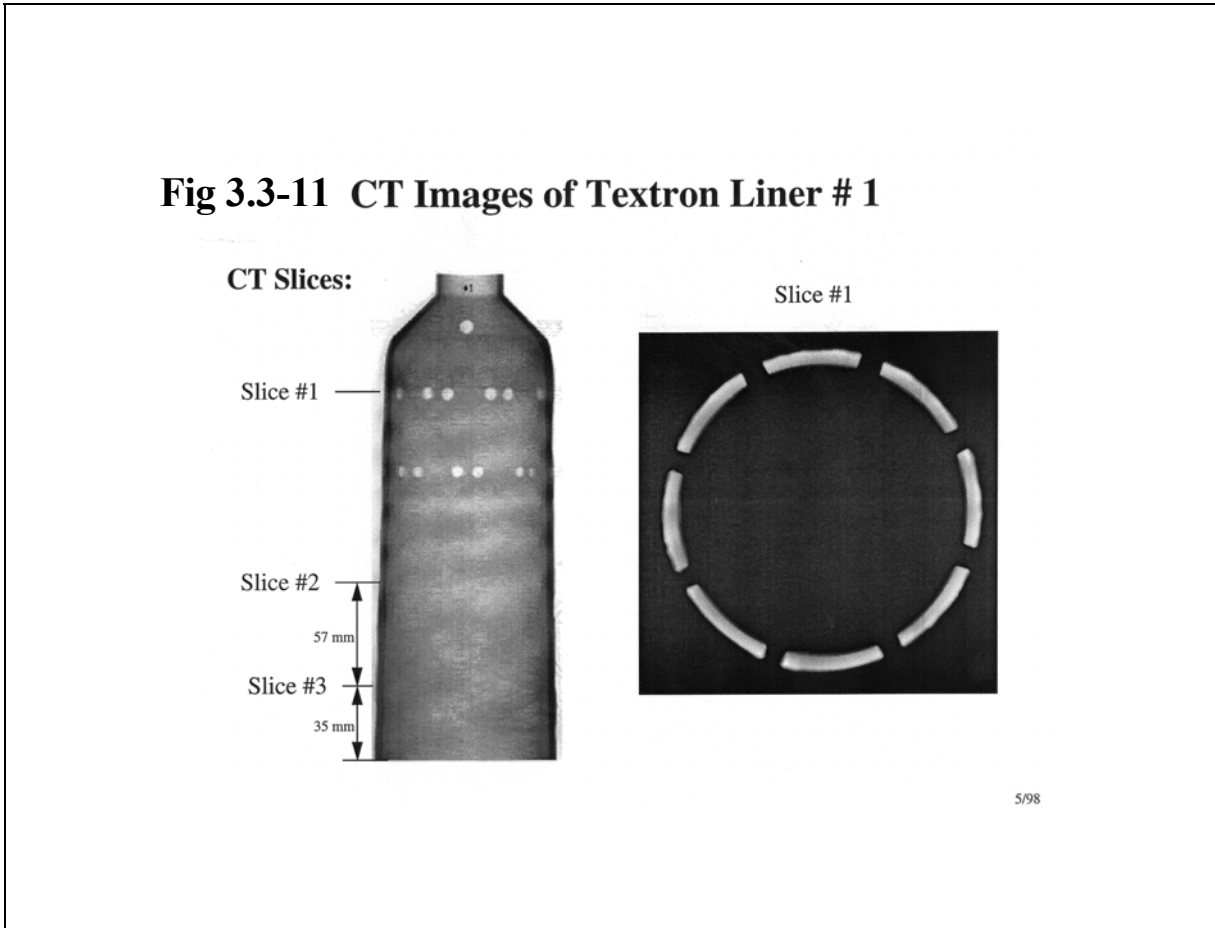 Fig 3.3-11 CT Images of Textron Liner # 1
CT Slices:
Slice #1
Slice #1
Slice #2
57 mm
Slice #3
35 mm
5/98